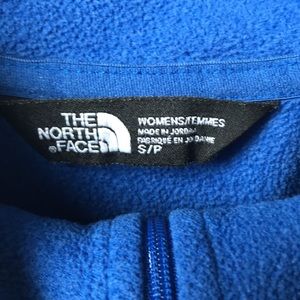 THE
NORTH
FACE
WOMENS/FEMMES
MADE IN JORDAN
FABRIQUÉ EN JORDANIE
S/P